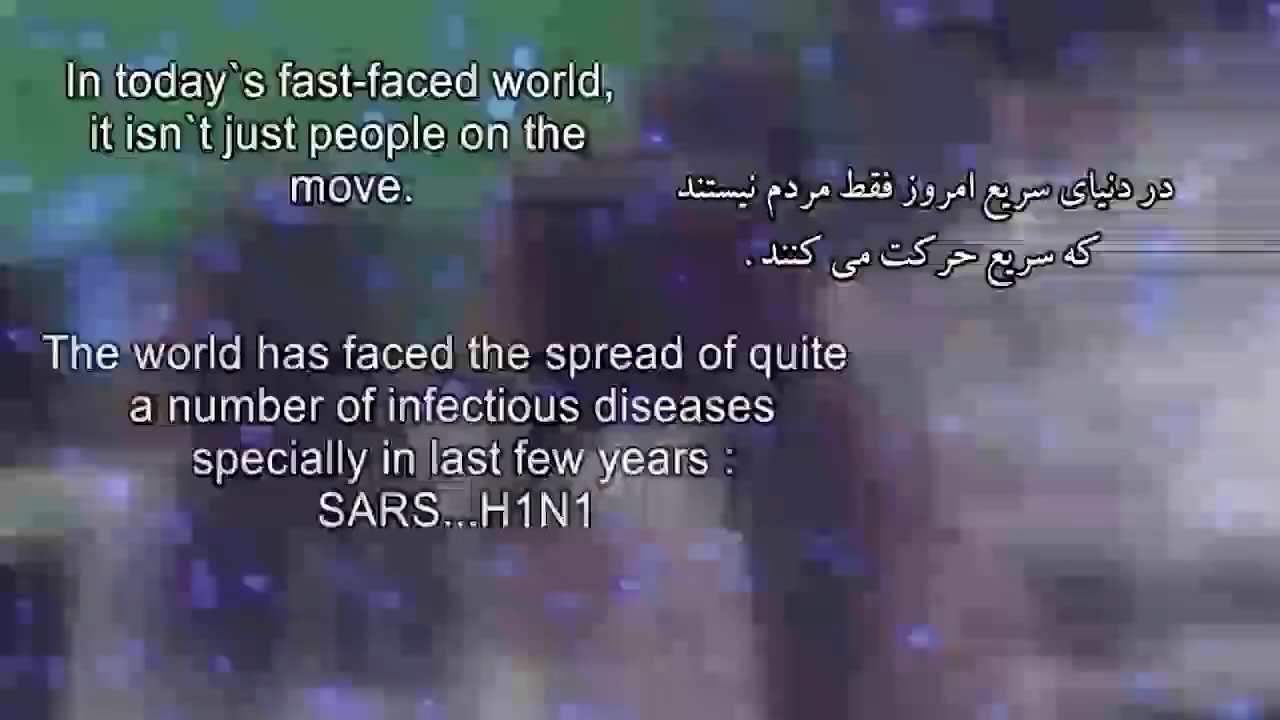 In today`s fast-faced world,
it isn`t just people on the
move.
در دنیای سریع امروز فقط مردم نیستند
که سریع حرکت می کنند .
The world has faced the spread of quite
a number of infectious diseases
specially in last few years :
SARS...H1N1